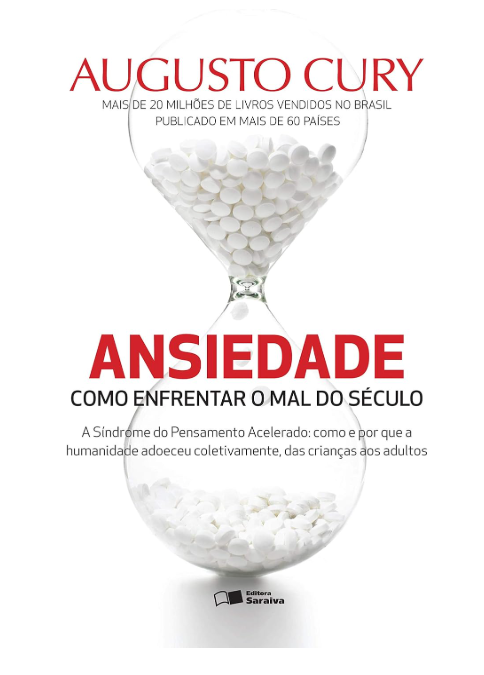 AUGUSTO CURY
MAIS DE 20 MILHÕES DE LIVROS VENDIDOS NO BRASIL
PUBLICADO EM MAIS DE 60 PAÍSES
ANSIEDADE
COMO ENFRENTAR O MAL DO SÉCULO
A Síndrome do Pensamento Acelerado: como e por que a
humanidade adoeceu coletivamente, das crianças aos adultos
Editora
Saraiva